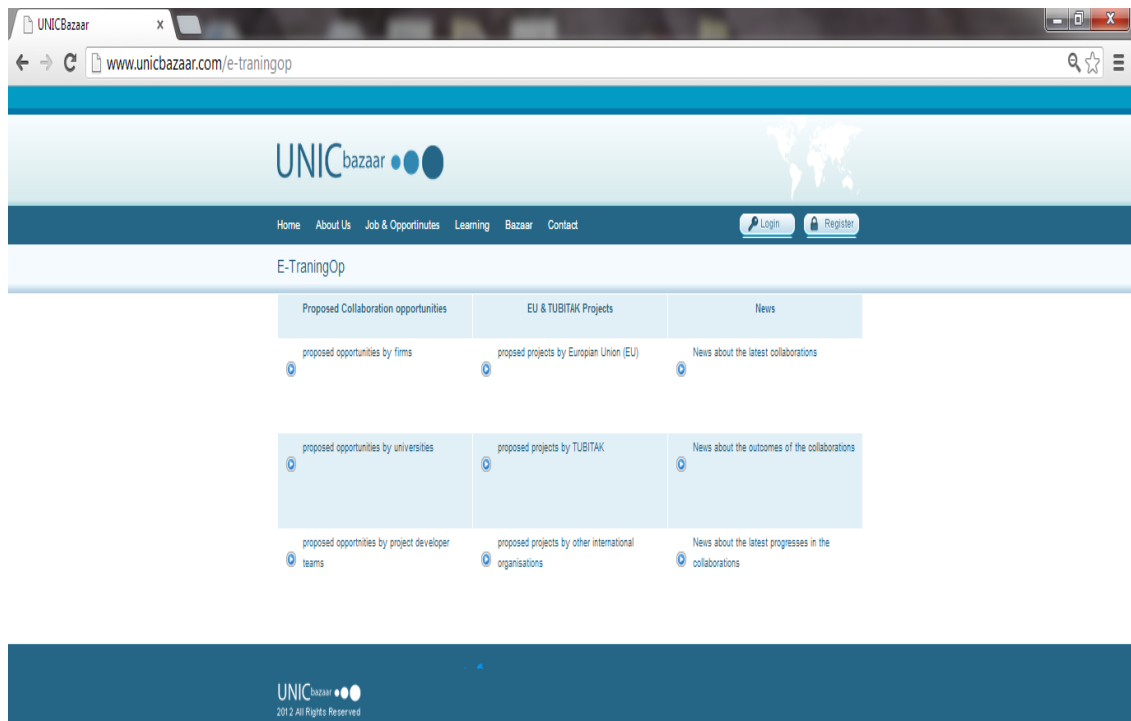 UNICBazaar
www.unicbazaar.com/e-traningop
UNIC bazaar
Home About Us Job & Opportinutes Learning Bazaar Contact Login Register
E-TraningOp
Proposed Collaboration opportunities EU & TUBITAK Projects News
proposed opportunities by firms propsed projects by Europian Union (EU) News about the latest collaborations
proposed opportunities by universities proposed projects by TUBITAK News about the outcomes of the collaborations
proposed opportnities by project developer
teams
proposed projects by other international
organisations
News about the latest progresses in the
collaborations
UNIC bazaar
2012 All Rights Reserved